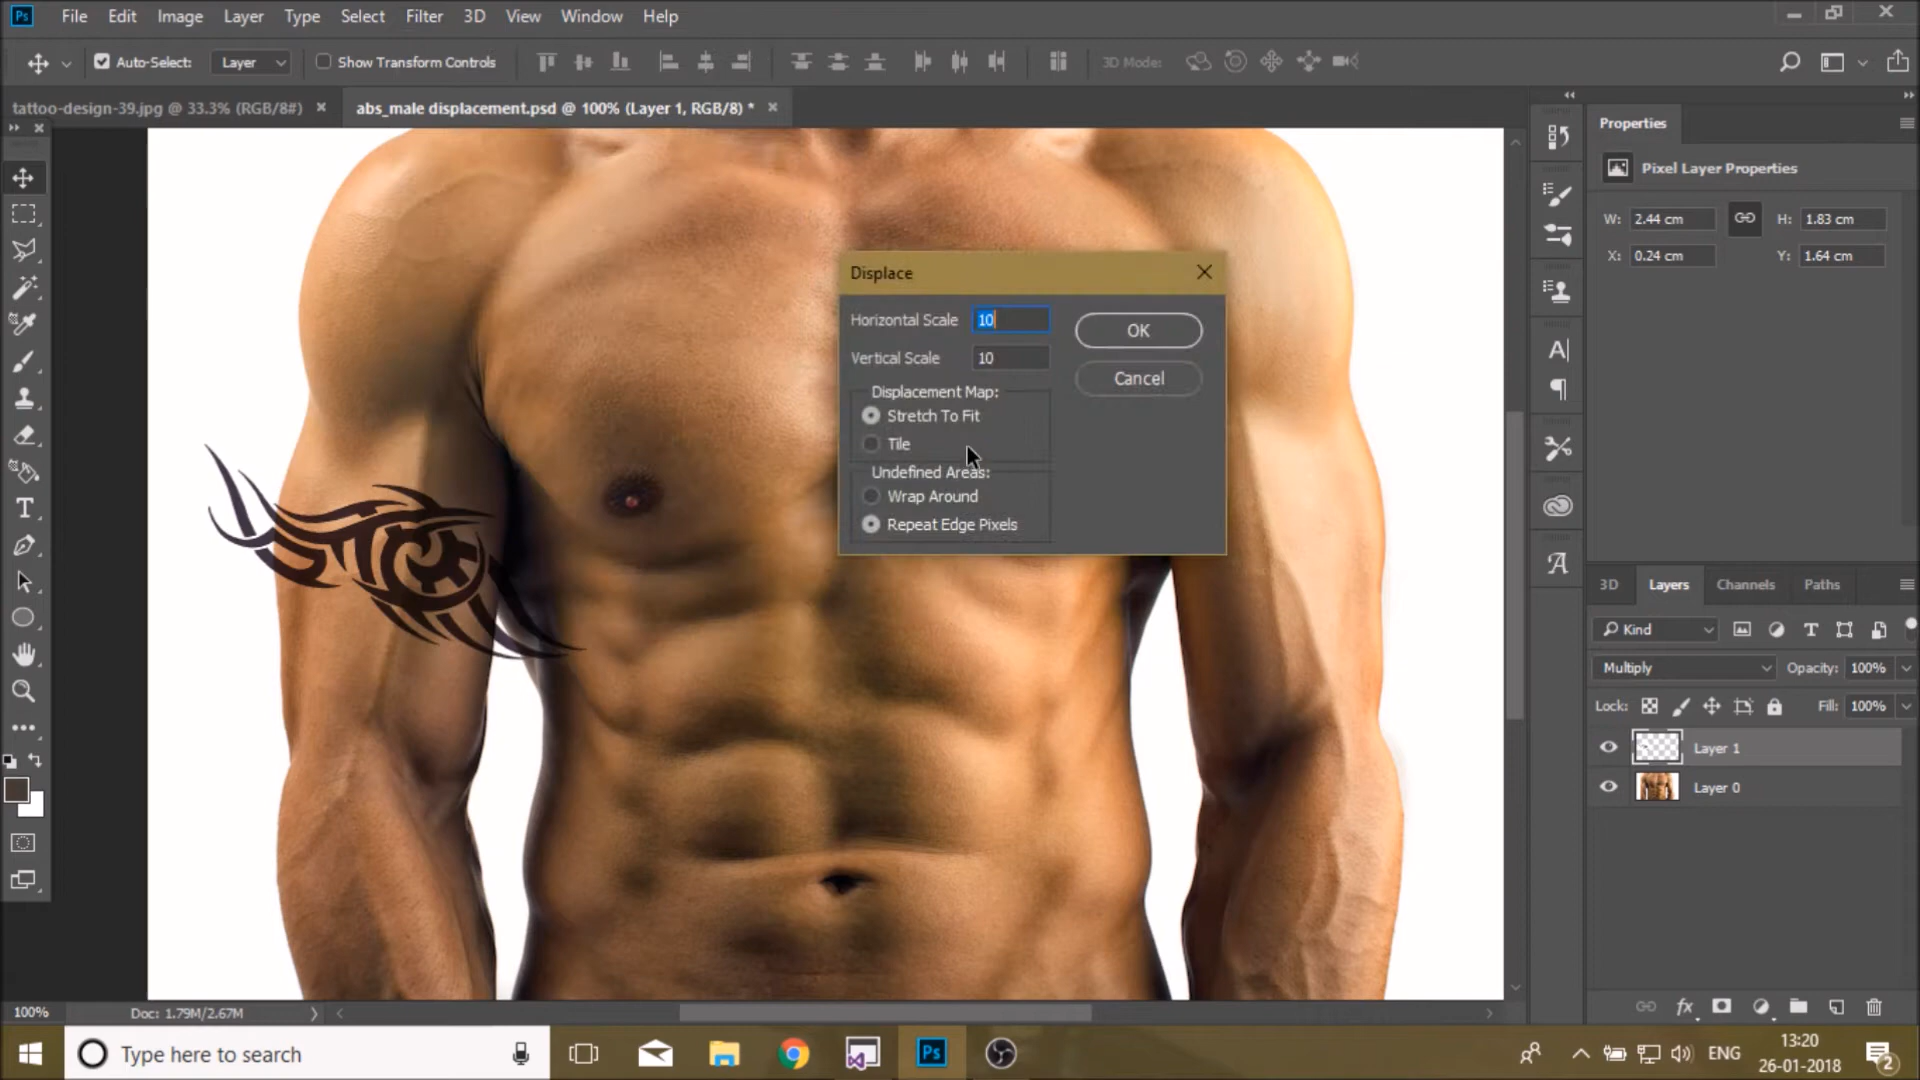 Ps File Edit Image Layer Type Select Filter 3D View Window Help
Auto-Select: Layer Show Transform Controls 3D Mode:
tattoo-design-39.jpg @ 33.3% (RGB/8#) × abs_male displacement.psd @ 100% (Layer 1, RGB/8) * ×
Properties
Pixel Layer Properties
W: 2.44 cm H: 1.83 cm
X: 0.24 cm Y: 1.64 cm
Displace
Horizontal Scale 10
OK
Vertical Scale 10
Cancel
Displacement Map:
Stretch To Fit
Tile
Undefined Areas:
Wrap Around
Repeat Edge Pixels
3D Layers Channels Paths
Kind
Multiply Opacity: 100%
Lock: Fill: 100%
Layer 1
Layer 0
100% Doc: 1.79M/2.67M
Type here to search
Ps
ENG
13:20
26-01-2018
2